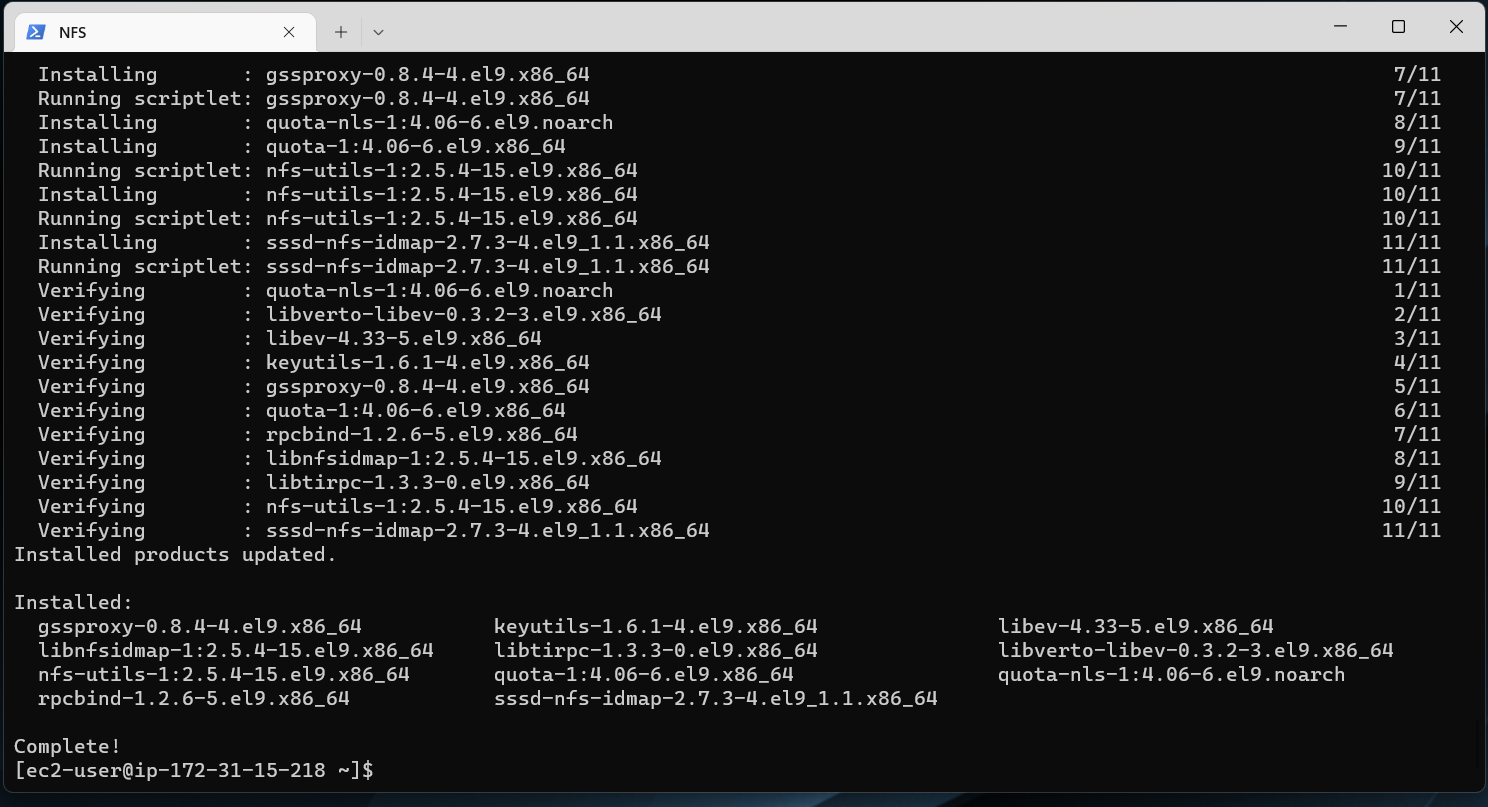 NFS
Installing : gssproxy-0.8.4-4.el9.x86_64 7/11
Running scriptlet: gssproxy-0.8.4-4.el9.x86_64 7/11
Installing : quota-nls-1:4.06-6.el9.noarch 8/11
Installing : quota-1:4.06-6.el9.x86_64 9/11
Running scriptlet: nfs-utils-1:2.5.4-15.el9.x86_64 10/11
Installing : nfs-utils-1:2.5.4-15.el9.x86_64 10/11
Running scriptlet: nfs-utils-1:2.5.4-15.el9.x86_64 10/11
Installing : sssd-nfs-idmap-2.7.3-4.el9_1.1.x86_64 11/11
Running scriptlet: sssd-nfs-idmap-2.7.3-4.el9_1.1.x86_64 11/11
Verifying : quota-nls-1:4.06-6.el9.noarch 1/11
Verifying : libverto-libev-0.3.2-3.el9.x86_64 2/11
Verifying : libev-4.33-5.el9.x86_64 3/11
Verifying : keyutils-1.6.1-4.el9.x86_64 4/11
Verifying : gssproxy-0.8.4-4.el9.x86_64 5/11
Verifying : quota-1:4.06-6.el9.x86_64 6/11
Verifying : rpcbind-1.2.6-5.el9.x86_64 7/11
Verifying : libnfsidmap-1:2.5.4-15.el9.x86_64 8/11
Verifying : libtirpc-1.3.3-0.el9.x86_64 9/11
Verifying : nfs-utils-1:2.5.4-15.el9.x86_64 10/11
Verifying : sssd-nfs-idmap-2.7.3-4.el9_1.1.x86_64 11/11
Installed products updated.
Installed:
gssproxy-0.8.4-4.el9.x86_64 keyutils-1.6.1-4.el9.x86_64 libev-4.33-5.el9.x86_64
libnfsidmap-1:2.5.4-15.el9.x86_64 libtirpc-1.3.3-0.el9.x86_64 libverto-libev-0.3.2-3.el9.x86_64
nfs-utils-1:2.5.4-15.el9.x86_64 quota-1:4.06-6.el9.x86_64 quota-nls-1:4.06-6.el9.noarch
rpcbind-1.2.6-5.el9.x86_64 sssd-nfs-idmap-2.7.3-4.el9_1.1.x86_64
Complete!
[ec2-user@ip-172-31-15-218 ~]$